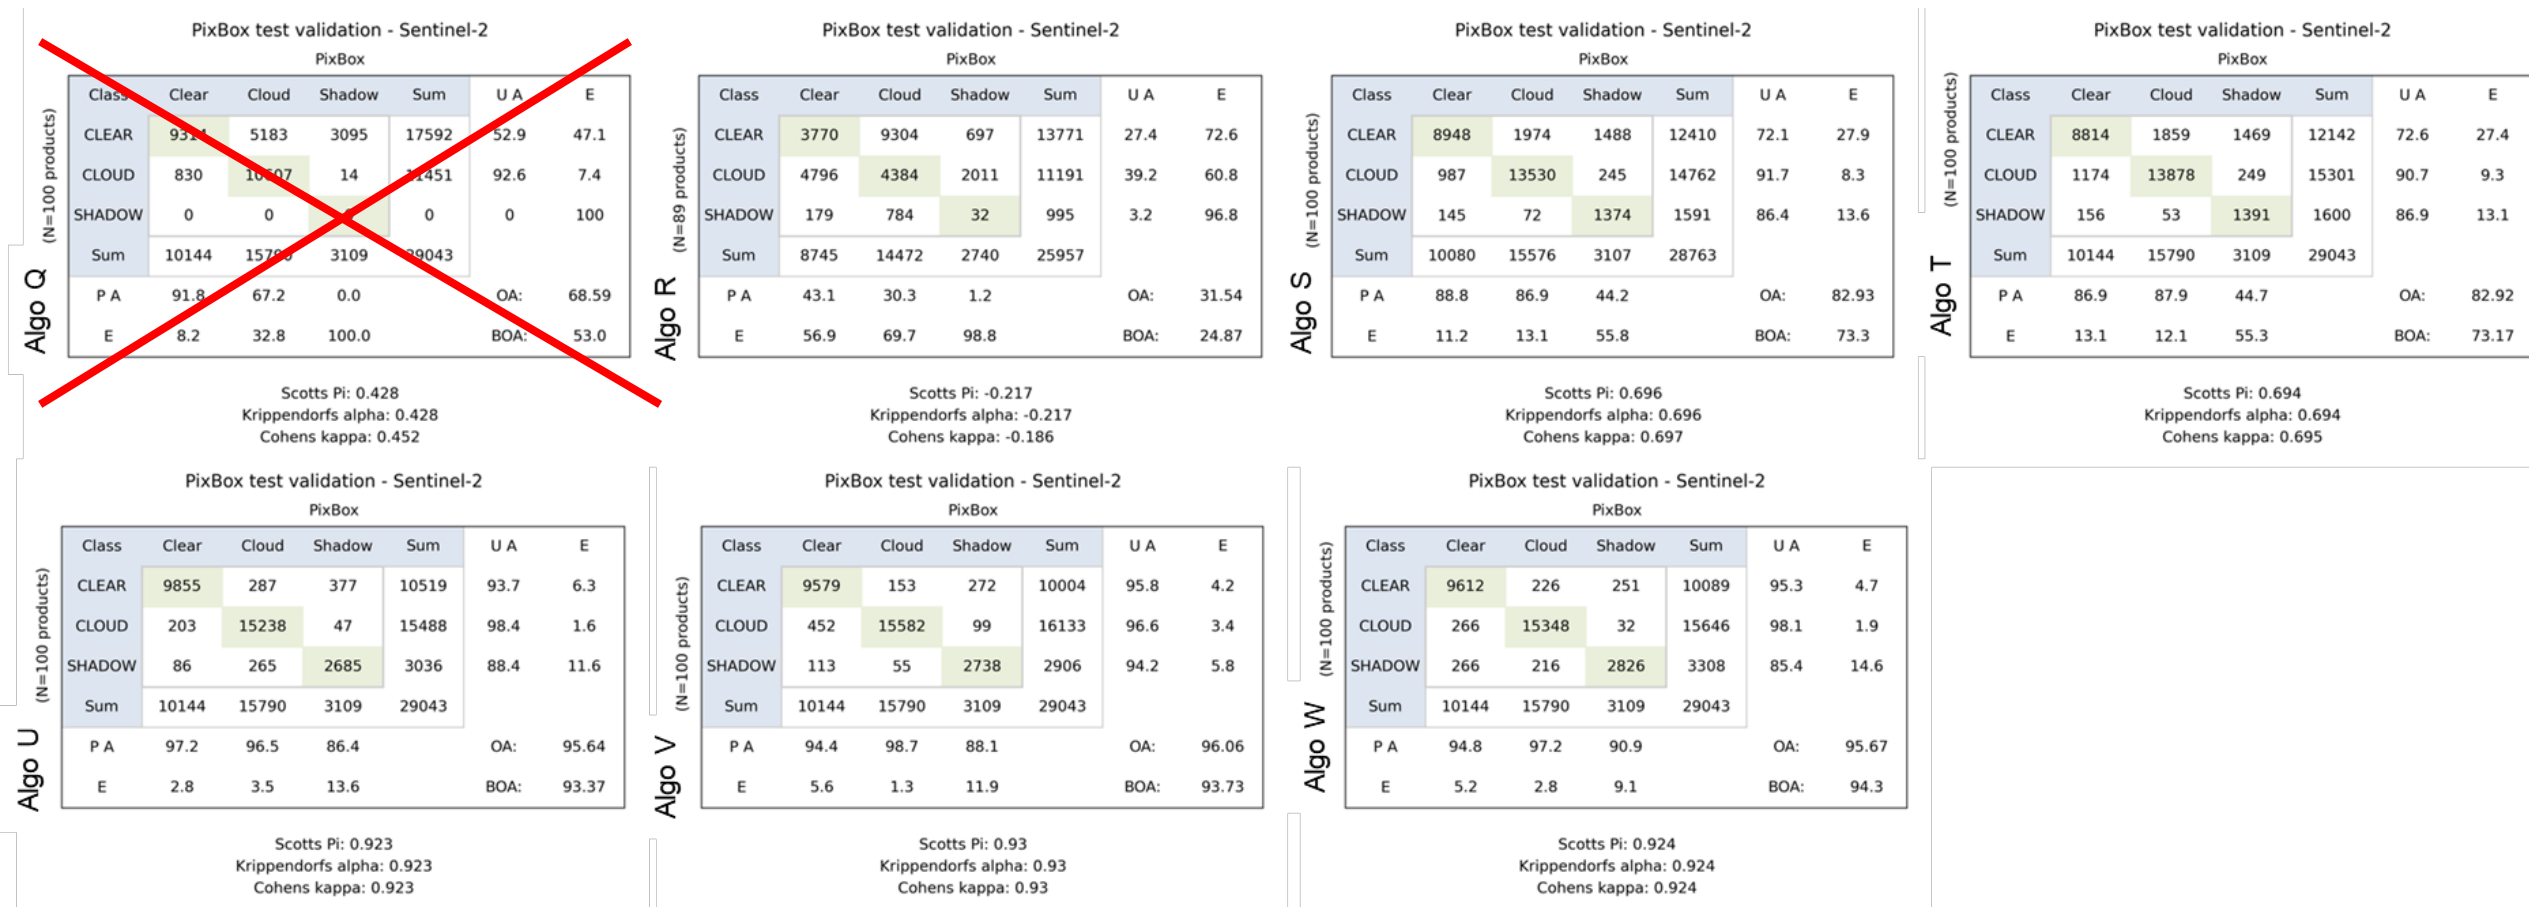 PixBox test validation - Sentinel-2
PixBox
Class Clear Cloud Shadow Sum U A E
CLEAR 9314 5183 3095 17592 52.9 47.1
CLOUD 830 10607 14 11451 92.6 7.4
SHADOW 0 0 0 0 100
Sum 10144 15790 3109 29043
P A 91.8 67.2 0.0 OA: 68.59
E 8.2 32.8 100.0 BOA: 53.0
(N=100 products)
Algo Q
Scotts Pi: 0.428
Krippendorfs alpha: 0.428
Cohens kappa: 0.452
PixBox test validation - Sentinel-2
PixBox
Class Clear Cloud Shadow Sum U A E
CLEAR 3770 9304 697 13771 27.4 72.6
CLOUD 4796 4384 2011 11191 39.2 60.8
SHADOW 179 784 32 995 3.2 96.8
Sum 8745 14472 2740 25957
P A 43.1 30.3 1.2 OA: 31.54
E 56.9 69.7 98.8 BOA: 24.87
(N=89 products)
Algo R
Scotts Pi: -0.217
Krippendorfs alpha: -0.217
Cohens kappa: -0.186
PixBox test validation - Sentinel-2
PixBox
Class Clear Cloud Shadow Sum U A E
CLEAR 8948 1974 1488 12410 72.1 27.9
CLOUD 987 13530 245 14762 91.7 8.3
SHADOW 145 72 1374 1591 86.4 13.6
Sum 10080 15576 3107 28763
P A 88.8 86.9 44.2 OA: 82.93
E 11.2 13.1 55.8 BOA: 73.3
(N=100 products)
Algo S
Scotts Pi: 0.696
Krippendorfs alpha: 0.696
Cohens kappa: 0.697
PixBox test validation - Sentinel-2
PixBox
Class Clear Cloud Shadow Sum U A E
CLEAR 8814 1859 1469 12142 72.6 27.4
CLOUD 1174 13878 249 15301 90.7 9.3
SHADOW 156 53 1391 1600 86.9 13.1
Sum 10144 15790 3109 29043
P A 86.9 87.9 44.7 OA: 82.92
E 13.1 12.1 55.3 BOA: 73.17
(N=100 products)
Algo T
Scotts Pi: 0.694
Krippendorfs alpha: 0.694
Cohens kappa: 0.695
PixBox test validation - Sentinel-2
PixBox
Class Clear Cloud Shadow Sum U A E
CLEAR 9855 287 377 10519 93.7 6.3
CLOUD 203 15238 47 15488 98.4 1.6
SHADOW 86 265 2685 3036 88.4 11.6
Sum 10144 15790 3109 29043
P A 97.2 96.5 86.4 OA: 95.64
E 2.8 3.5 13.6 BOA: 93.37
(N=100 products)
Algo U
Scotts Pi: 0.923
Krippendorfs alpha: 0.923
Cohens kappa: 0.923
PixBox test validation - Sentinel-2
PixBox
Class Clear Cloud Shadow Sum U A E
CLEAR 9579 153 272 10004 95.8 4.2
CLOUD 452 15582 99 16133 96.6 3.4
SHADOW 113 55 2738 2906 94.2 5.8
Sum 10144 15790 3109 29043
P A 94.4 98.7 88.1 OA: 96.06
E 5.6 1.3 11.9 BOA: 93.73
(N=100 products)
Algo V
Scotts Pi: 0.93
Krippendorfs alpha: 0.93
Cohens kappa: 0.93
PixBox test validation - Sentinel-2
PixBox
Class Clear Cloud Shadow Sum U A E
CLEAR 9612 226 251 10089 95.3 4.7
CLOUD 266 15348 32 15646 98.1 1.9
SHADOW 266 216 2826 3308 85.4 14.6
Sum 10144 15790 3109 29043
P A 94.8 97.2 90.9 OA: 95.67
E 5.2 2.8 9.1 BOA: 94.3
(N=100 products)
Algo W
Scotts Pi: 0.924
Krippendorfs alpha: 0.924
Cohens kappa: 0.924